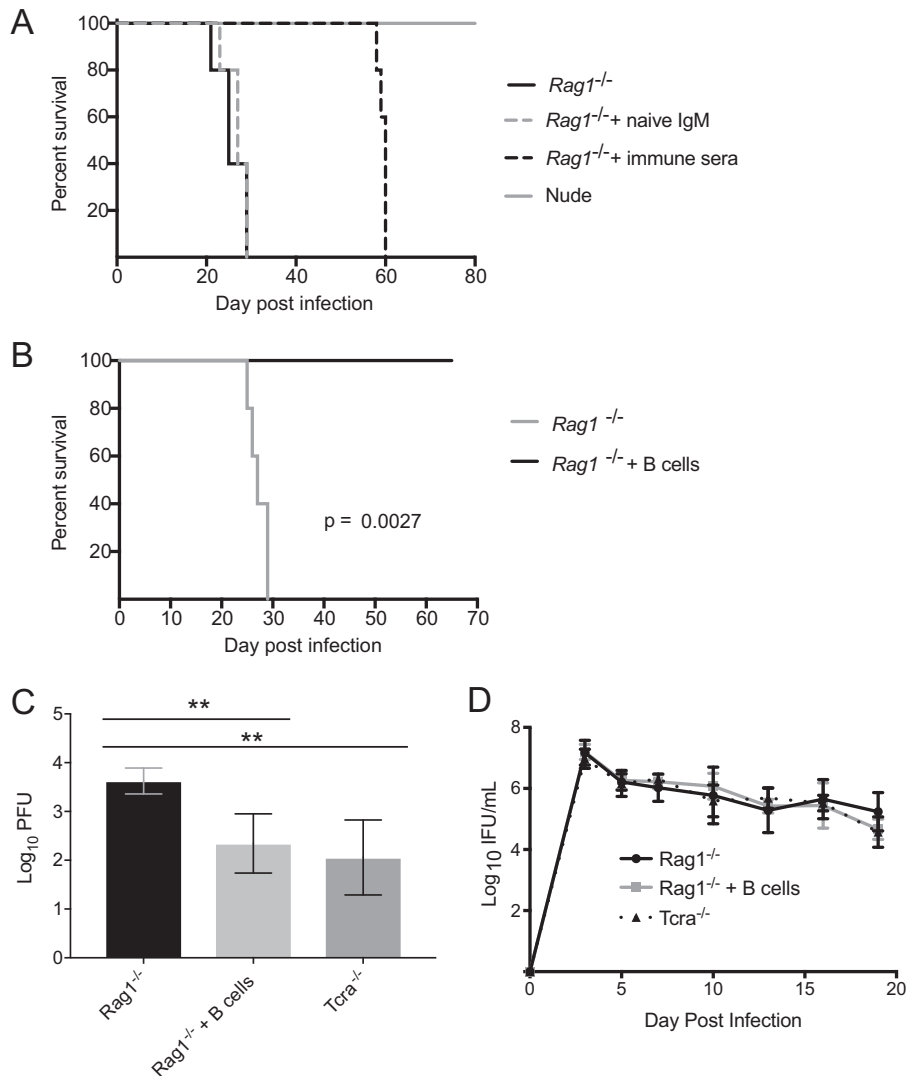 A
Percent survival
100
80
60
40
20
0 20 40 60 80
Day post infection
Rag1-/-
Rag1-/-+ naive IgM
Rag1-/-+ immune sera
Nude
B
Percent survival
100
80
60
40
20
p = 0.0027
0 10 20 30 40 50 60 70
Day post infection
Rag1 -/-
Rag1 -/- + B cells
C
**
**
Log10 PFU
5
4
3
2
1
0
Rag1-/-
Rag1-/- + B cells
Tcra-/-
D
Log10 IFU/mL
8
6
4
2
Rag1-/-
Rag1-/- + B cells
Tcra-/-
0 5 10 15 20
Day Post Infection